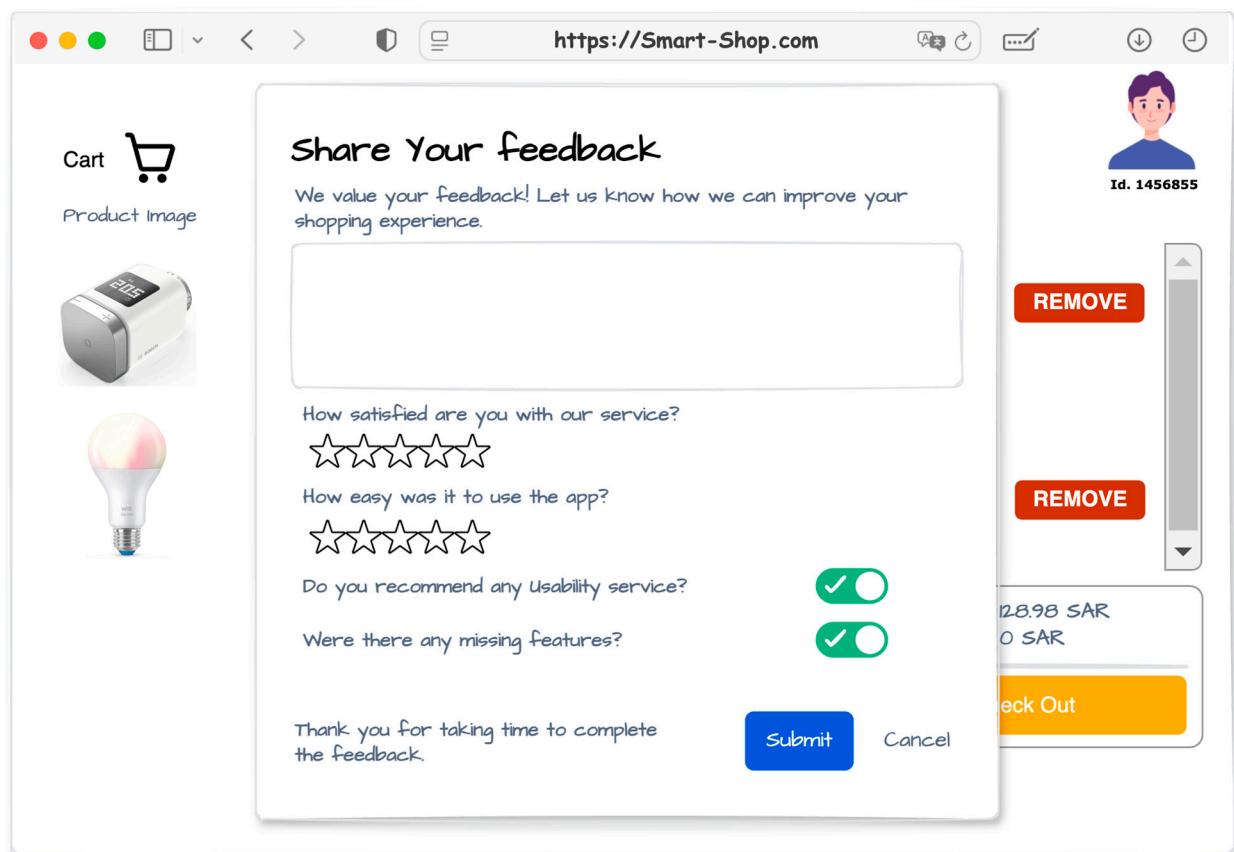 https://Smart-Shop.com
Cart
Id. 1456855
Product Image
Share Your feedback
We value your feedback! Let us know how we can improve your
shopping experience.
205
BOSCH
REMOVE
How satisfied are you with our service?
How easy was it to use the app?
REMOVE
wiz
Do you recommend any Usability service?
Were there any missing features?
128.98 SAR
0 SAR
eck Out
Thank you for taking time to complete
the feedback.
Submit
Cancel